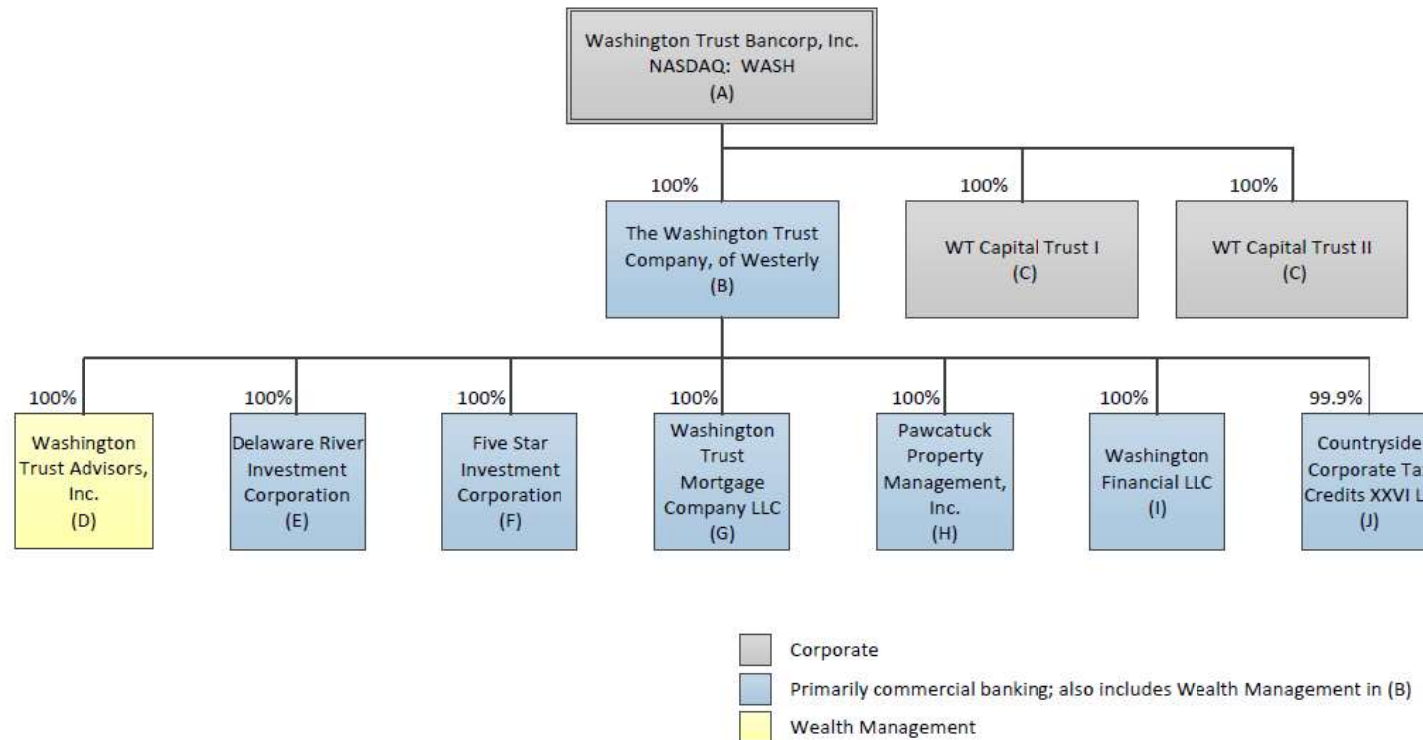 Washington Trust Bancorp, Inc.
NASDAQ: WASH
(A)
100%
100%
100%
The Washington Trust
Company, of Westerly
(B)
WT Capital Trust I
(C)
WT Capital Trust II
(C)
100%
100%
100%
100%
100%
100%
99.9%
Washington
Trust Advisors,
Inc.
(D)
Delaware River
Investment
Corporation
(E)
Five Star
Investment
Corporation
(F)
Washington
Trust
Mortgage
Company LLC
(G)
Pawcatuck
Property
Management,
Inc.
(H)
Washington
Financial LLC
(I)
Countryside
Corporate Tax
Credits XXVI
(J)
Corporate
Primarily commercial banking; also includes Wealth Management in (B)
Wealth Management